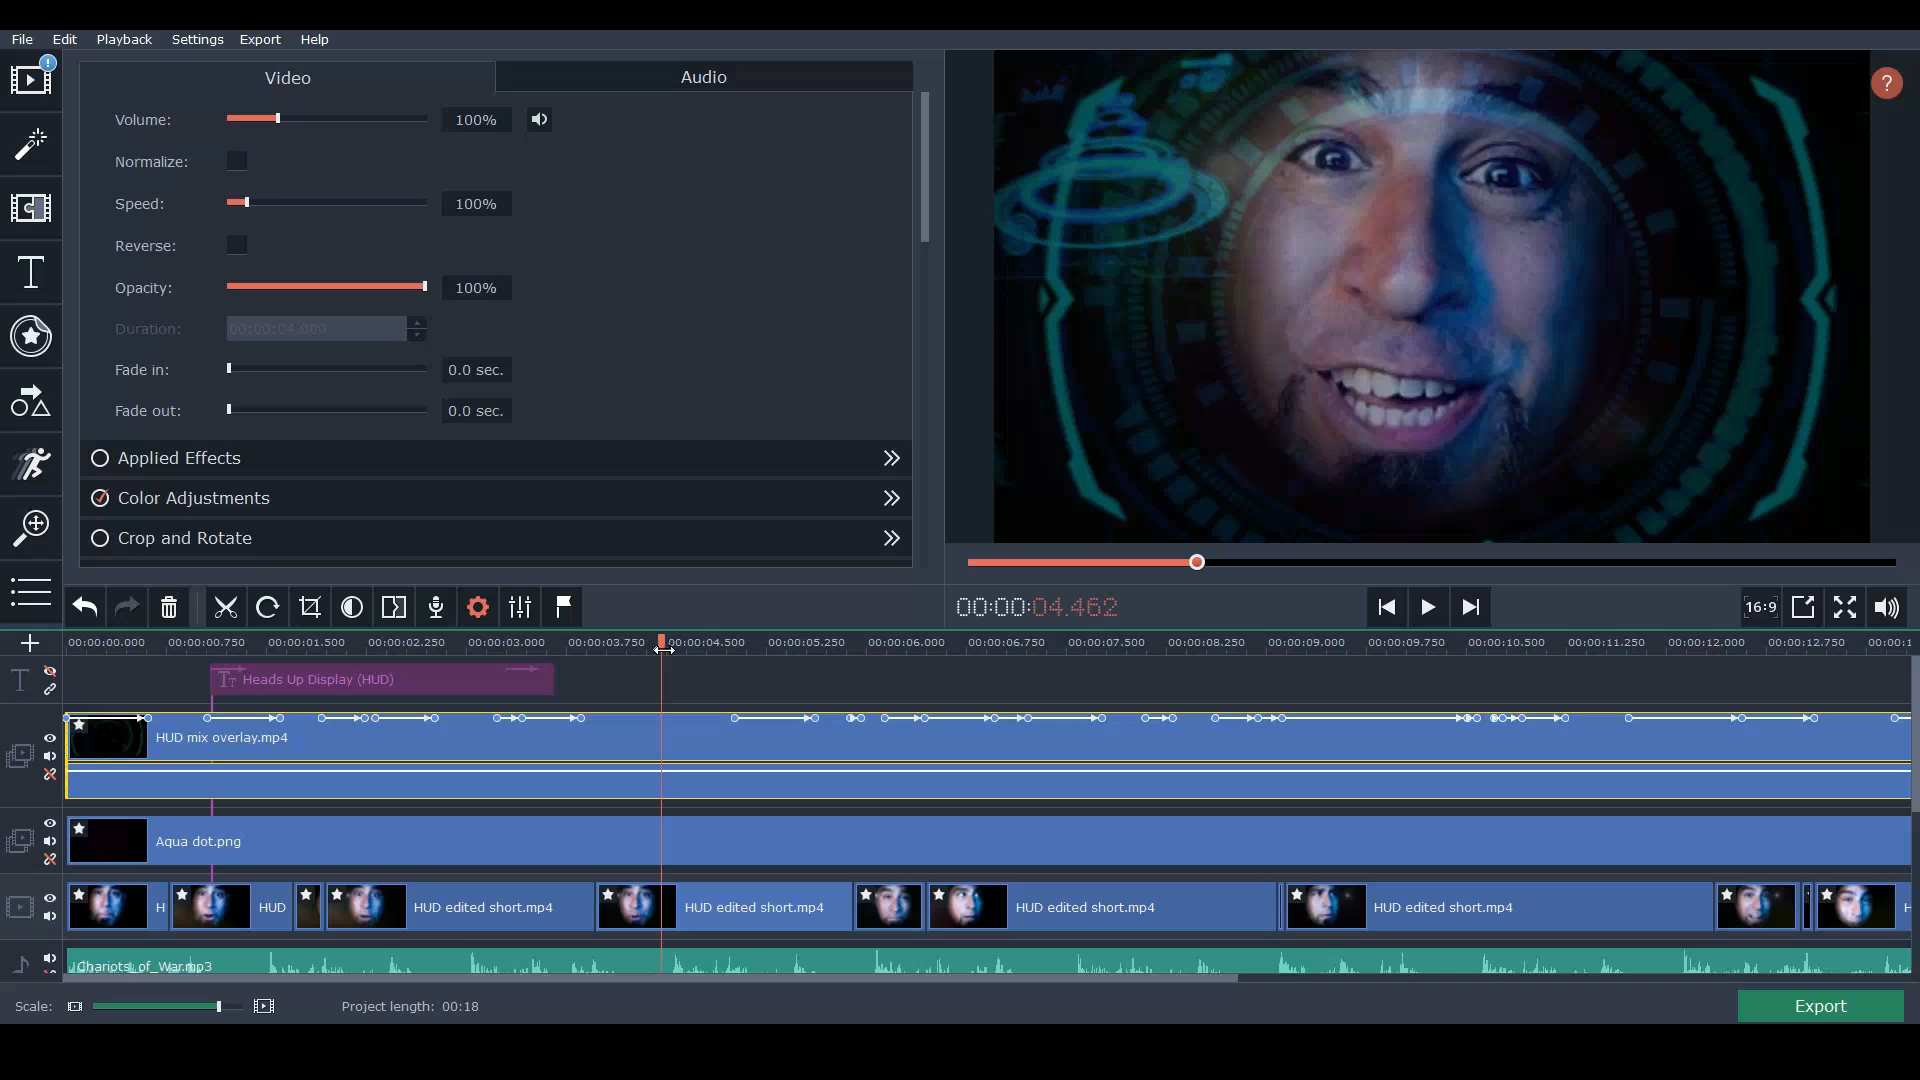 File Edit Playback Settings Export Help
Video Audio
Volume: 100%
Normalize:
Speed: 100%
Reverse:
Opacity: 100%
Duration: 00:00:04.000
Fade in: 0.0 sec.
Fade out: 0.0 sec.
Applied Effects
Color Adjustments
Crop and Rotate
?
00:00:04.462
16:9
00:00:00.000 00:00:00.750 00:00:01.500 00:00:02.250 00:00:03.000 00:00:03.750 00:00:04.500 00:00:05.250 00:00:06.000 00:00:06.750 00:00:07.500 00:00:08.250 00:00:09.000 00:00:09.750 00:00:10.500 00:00:11.250 00:00:12.000 00:00:12.750 00:00:1
Heads Up Display (HUD)
HUD mix overlay.mp4
Aqua dot.png
H HUD HUD edited short.mp4 HUD edited short.mp4 HUD edited short.mp4 HUD edited short.mp4 H
Chariots_of_War.mp3
Scale: Project length: 00:18
Export